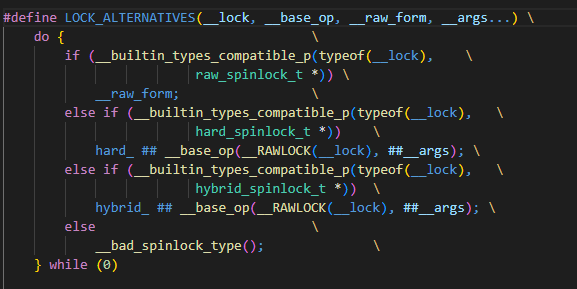 #define LOCK_ALTERNATIVES(__lock, __base_op, __raw_form, __args...) \
do { \
if (__builtin_types_compatible_p(typeof(__lock), \
raw_spinlock_t *)) \
__raw_form; \
else if (__builtin_types_compatible_p(typeof(__lock), \
hard_spinlock_t *)) \
hard_ ## __base_op(__RAWLOCK(__lock), ##__args); \
else if (__builtin_types_compatible_p(typeof(__lock), \
hybrid_spinlock_t *)) \
hybrid_ ## __base_op(__RAWLOCK(__lock), ##__args); \
else \
__bad_spinlock_type(); \
} while (0)